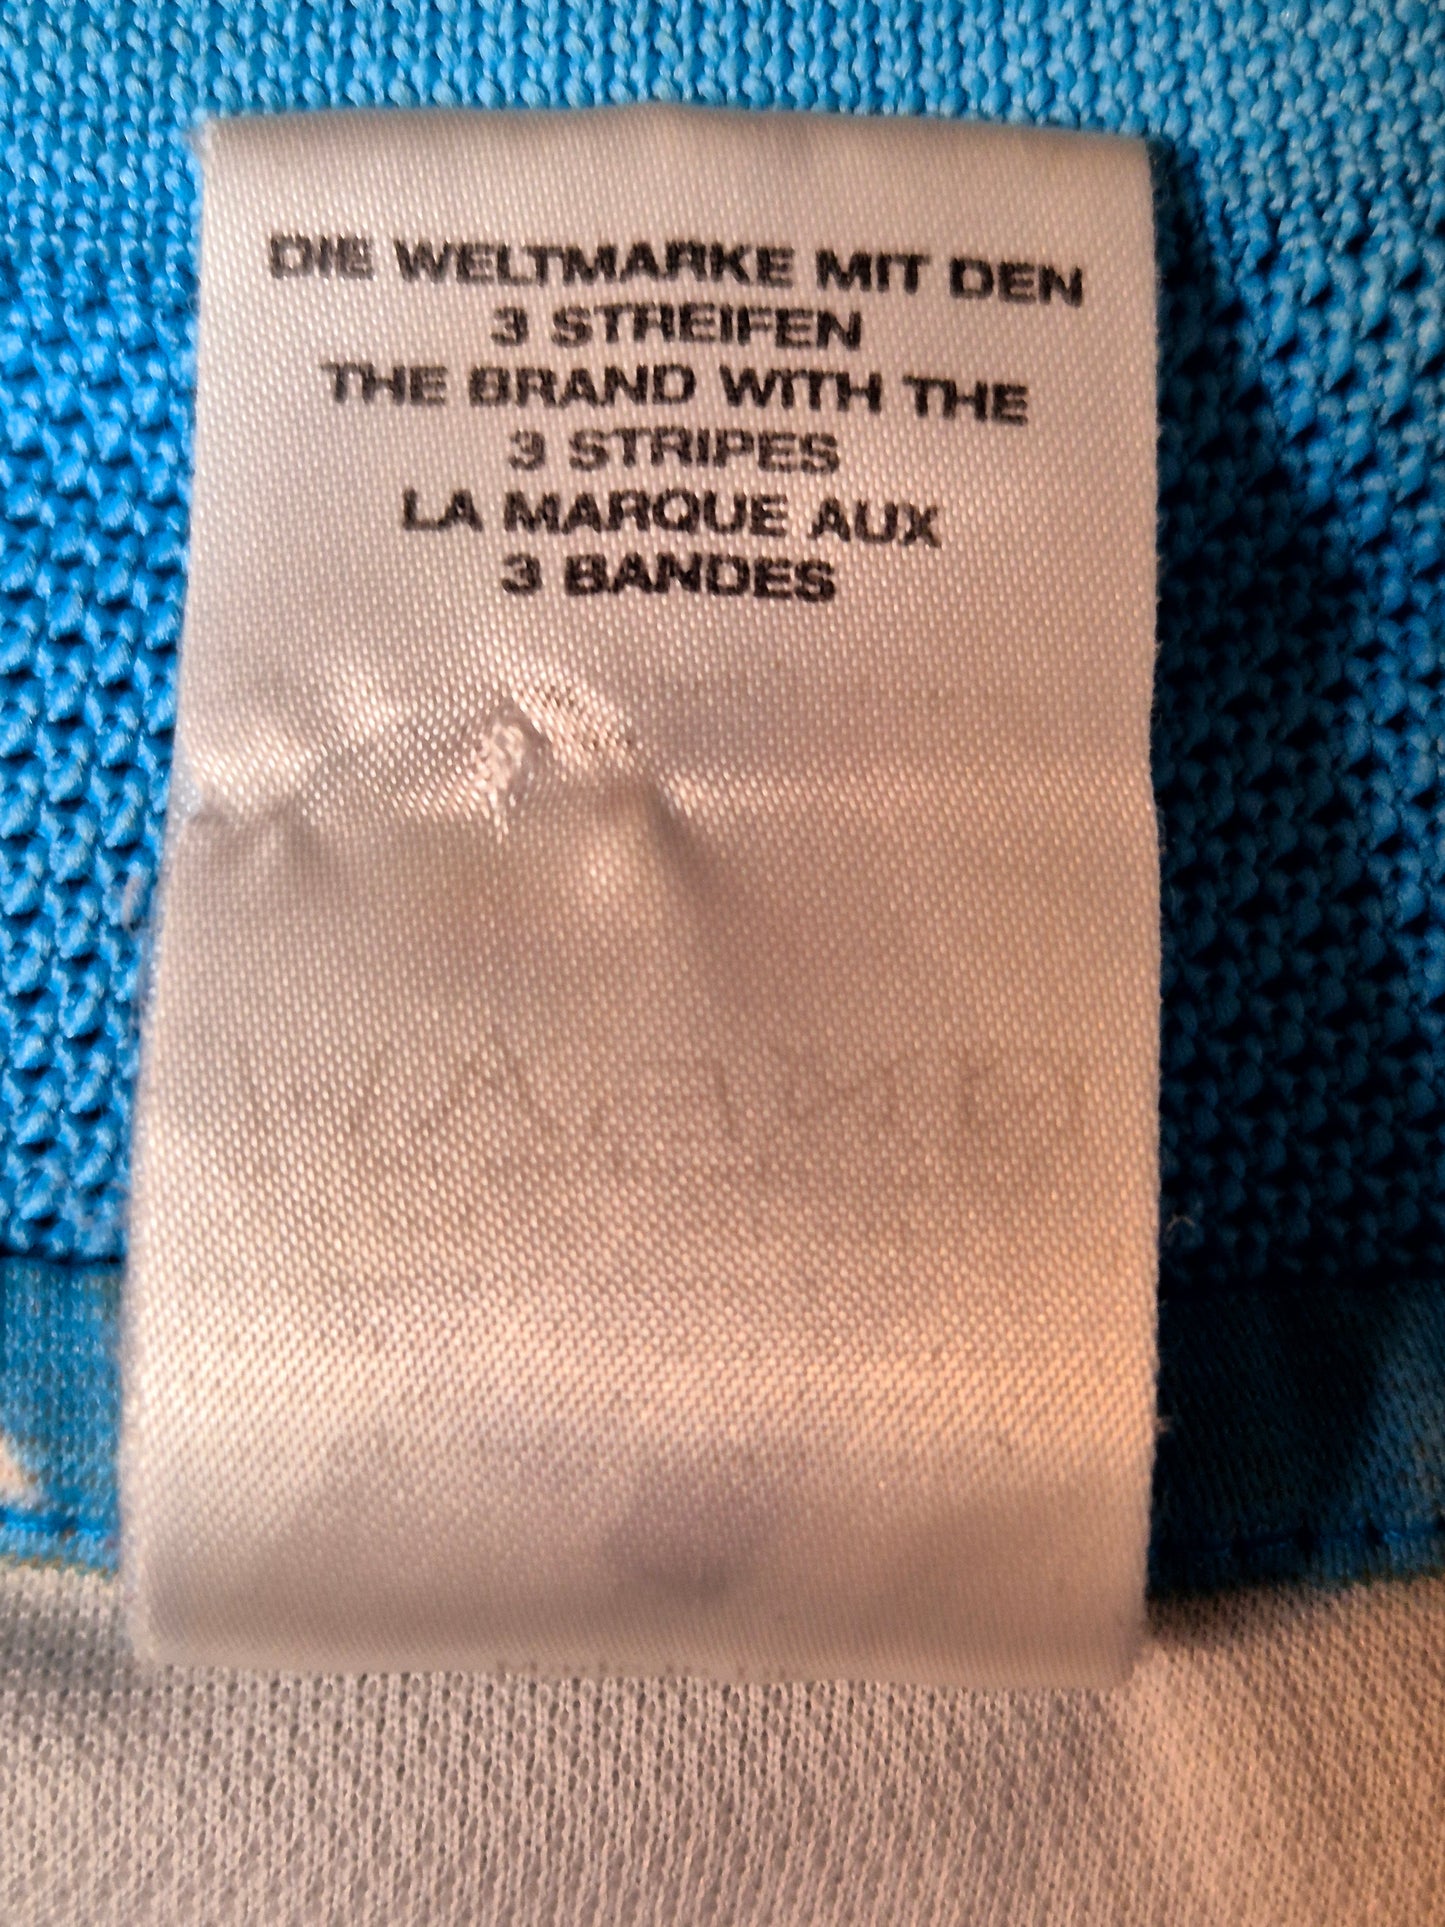 DIE WELTMARKE MIT DEN
3 STREIFEN
THE BRAND WITH THE
3 STRIPES
LA MARQUE AUX
3 BANDES